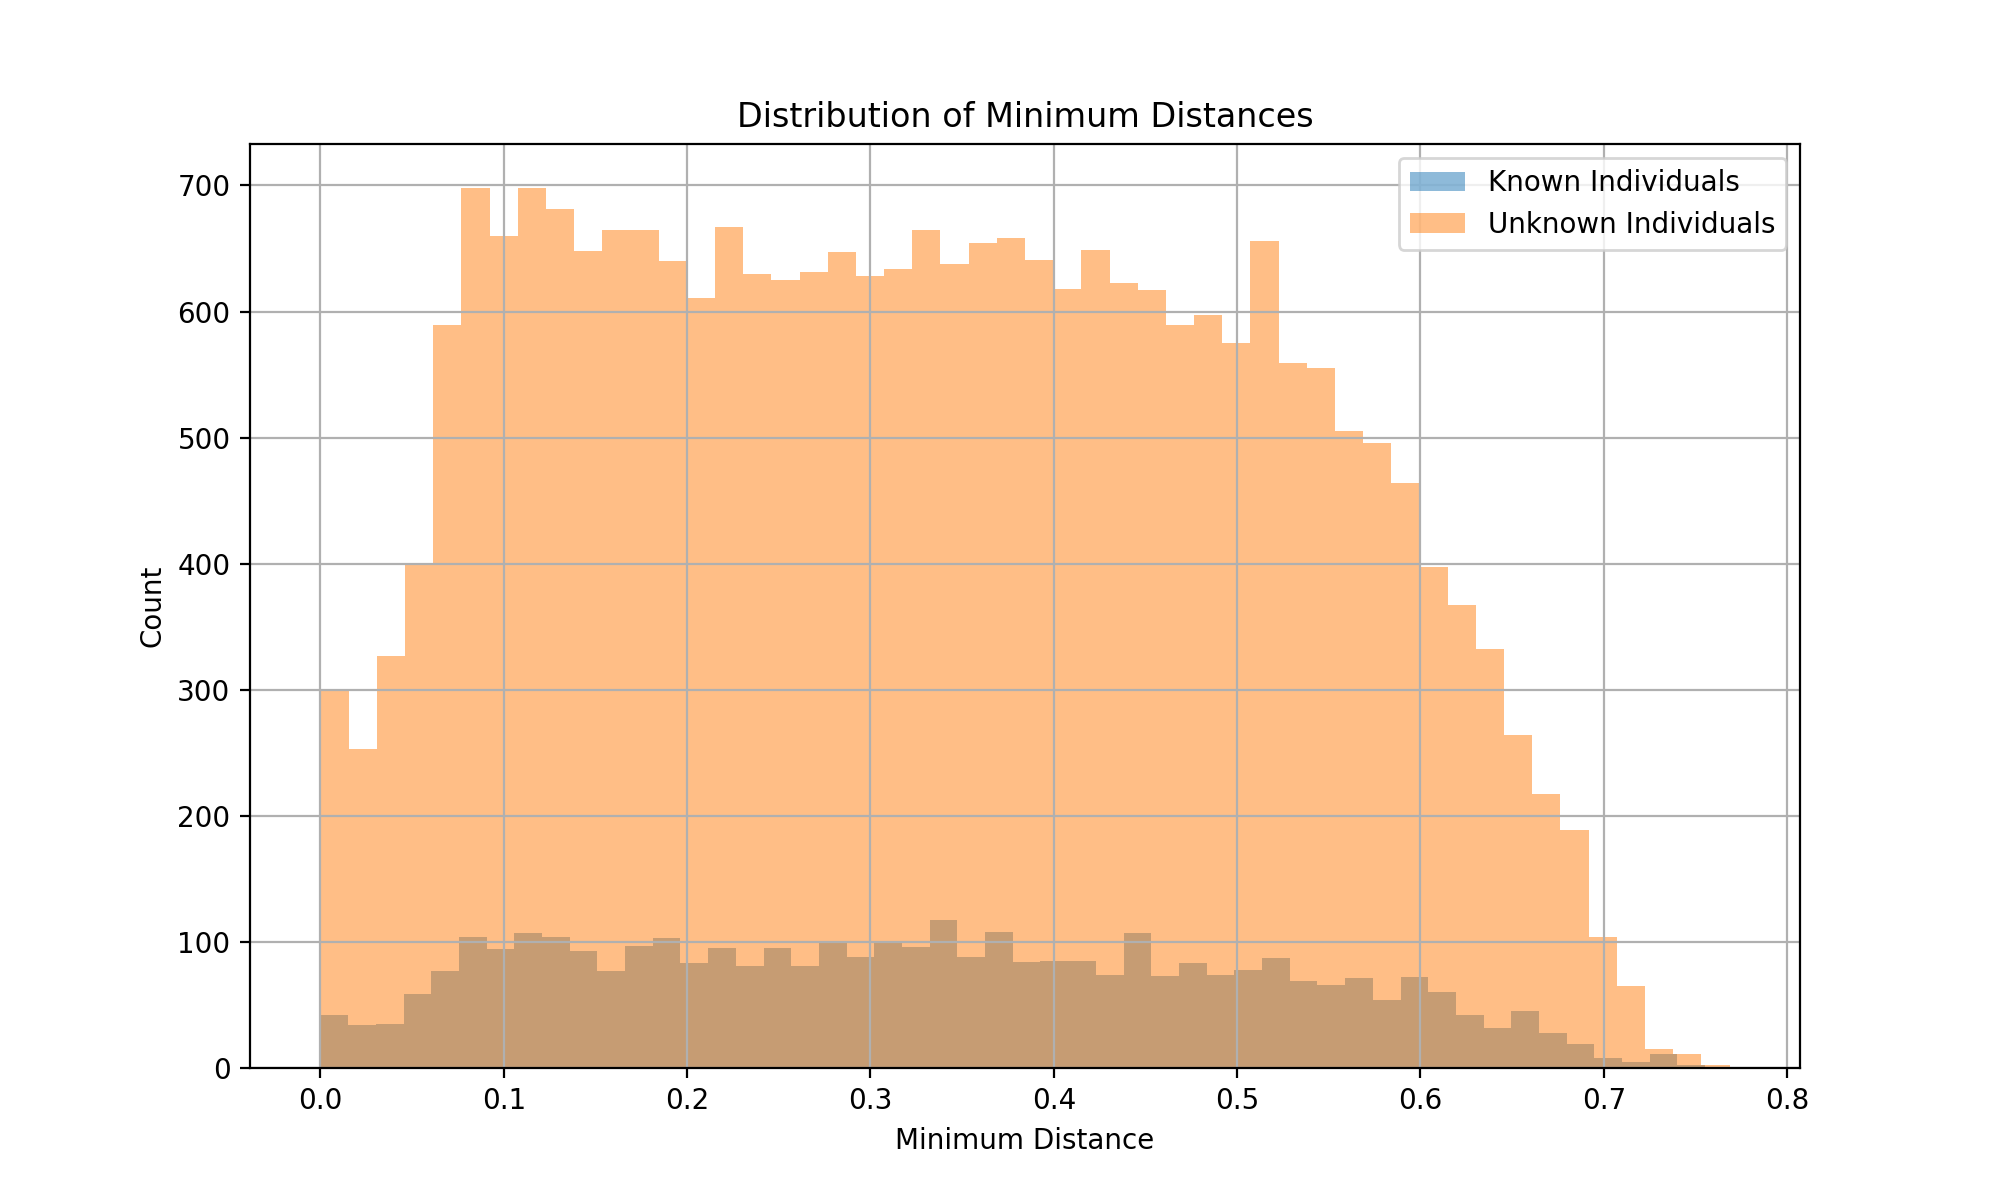 Distribution of Minimum Distances
Known Individuals
Unknown Individuals
700
600
500
400
300
200
100
0
Count
0.0 0.1 0.2 0.3 0.4 0.5 0.6 0.7 0.8
Minimum Distance